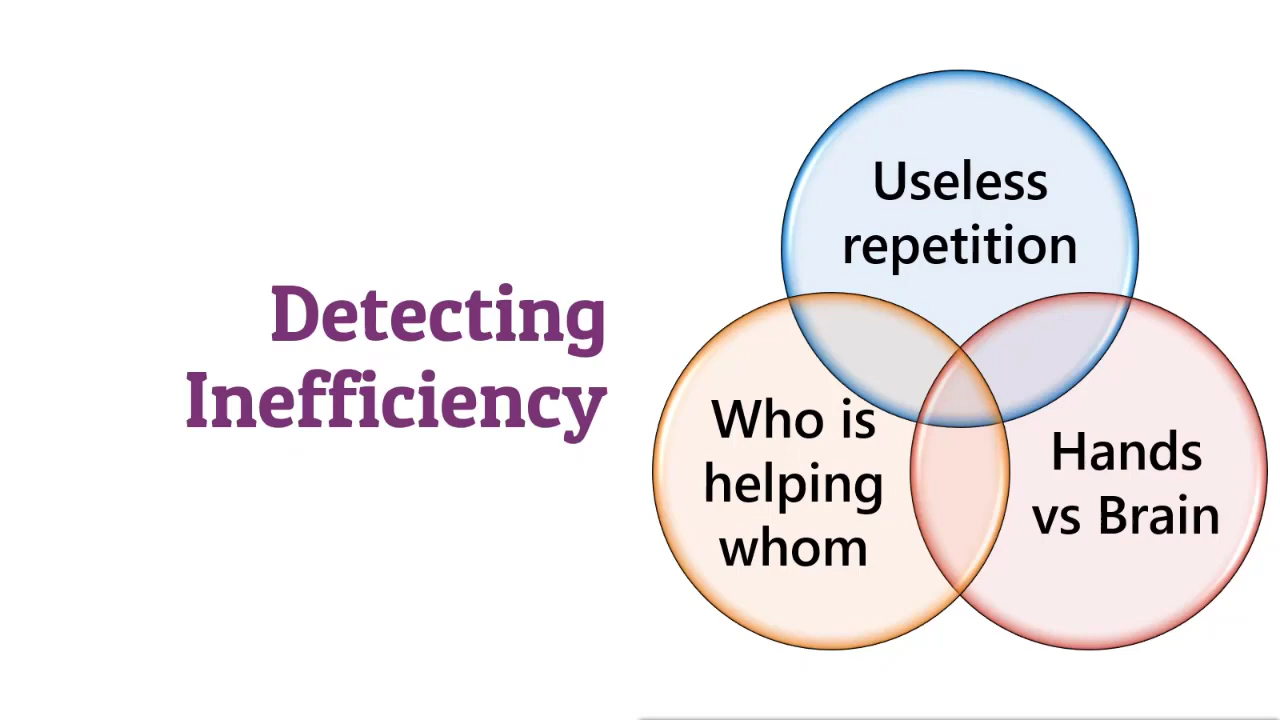 Detecting
Inefficiency
Useless
repetition
Who is
helping
whom
Hands
vs Brain